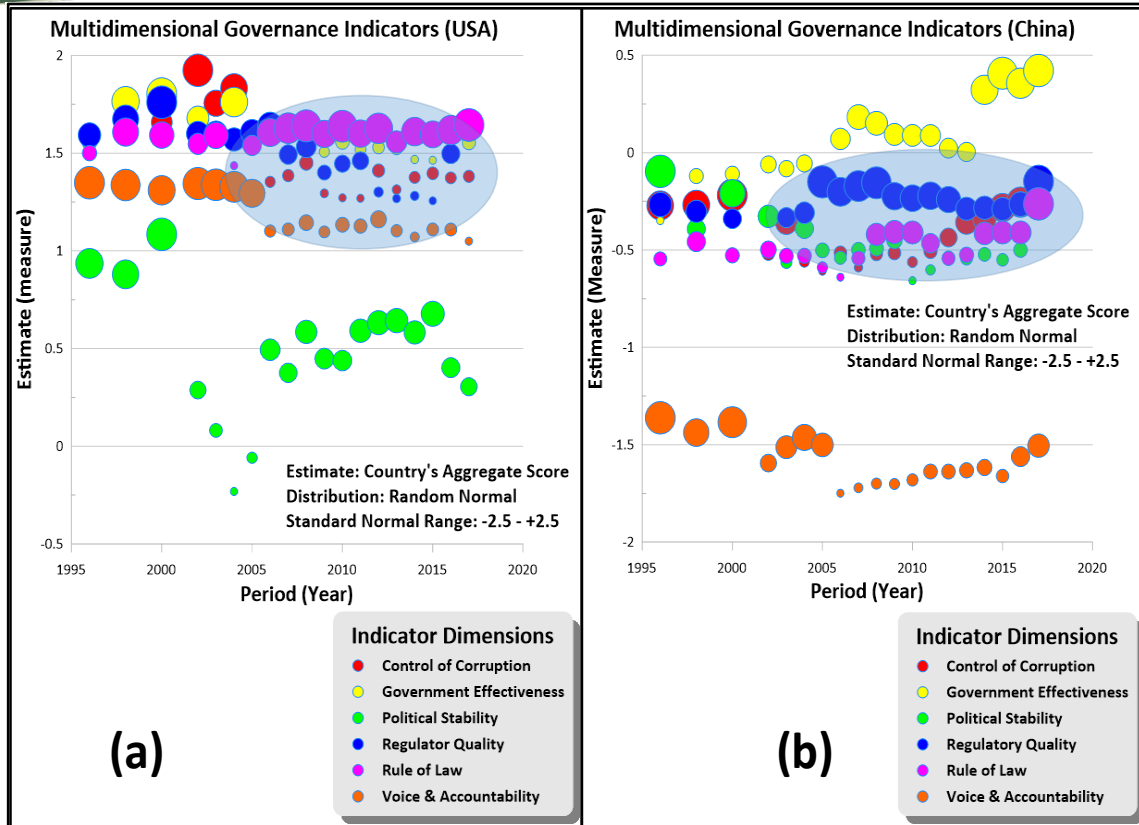 Multidimensional Governance Indicators (USA)
2
1.5
1
0.5
0
-0.5
Estimate (measure)
1995
2000
2005
2010
2015
2020
Period (Year)
Estimate: Country's Aggregate Score
Distribution: Random Normal
Standard Normal Range: -2.5 - +2.5
Indicator Dimensions
Control of Corruption
Government Effectiveness
Political Stability
Regulator Quality
Rule of Law
Voice & Accountability
(a)
Multidimensional Governance Indicators (China)
0.5
0
-0.5
-1
-1.5
-2
Estimate (Measure)
1995
2000
2005
2010
2015
2020
Period (Year)
Estimate: Country's Aggregate Score
Distribution: Random Normal
Standard Normal Range: -2.5 - +2.5
Indicator Dimensions
Control of Corruption
Government Effectiveness
Political Stability
Regulatory Quality
Rule of Law
Voice & Accountability
(b)